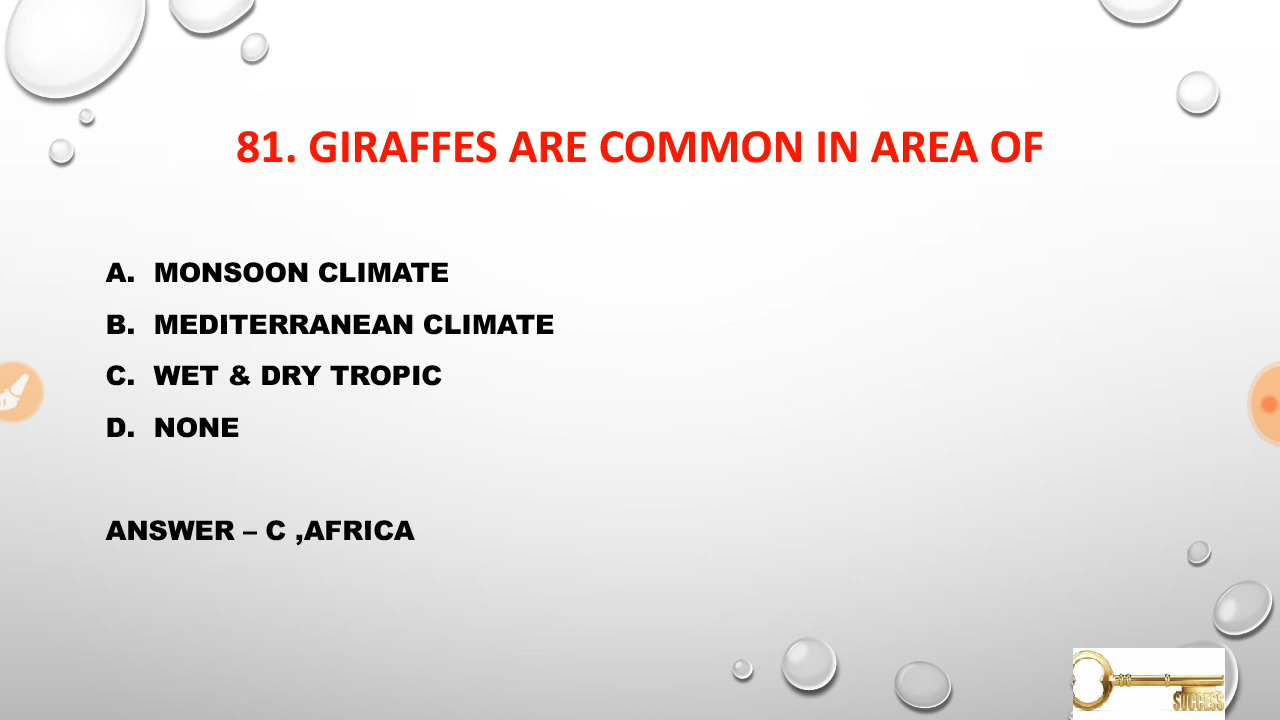 81. GIRAFFES ARE COMMON IN AREA OF
A. MONSOON CLIMATE
B. MEDITERRANEAN CLIMATE
C. WET & DRY TROPIC
D. NONE
ANSWER – C ,AFRICA
SUCCESS